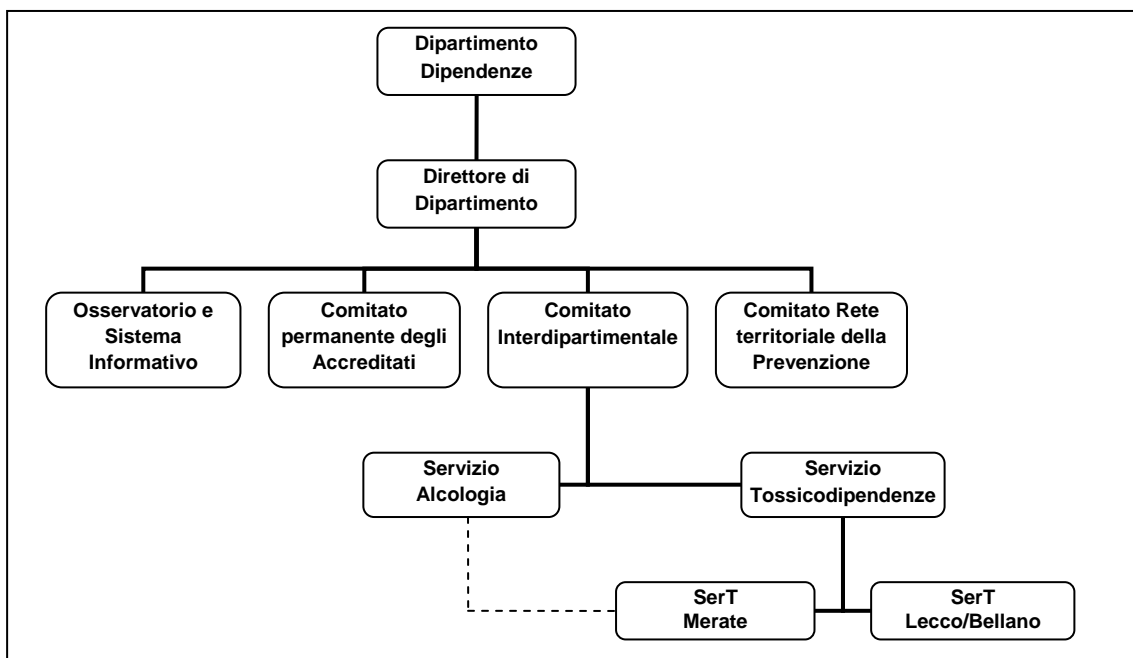 Dipartimento
Dipendenze
Direttore di
Dipartimento
Osservatorio e
Sistema
Informativo
Comitato
permanente degli
Accreditati
Comitato
Interdipartimentale
Comitato Rete
territoriale della
Prevenzione
Servizio
Alcologia
Servizio
Tossicodipendenze
SerT
Merate
SerT
Lecco/Bellano